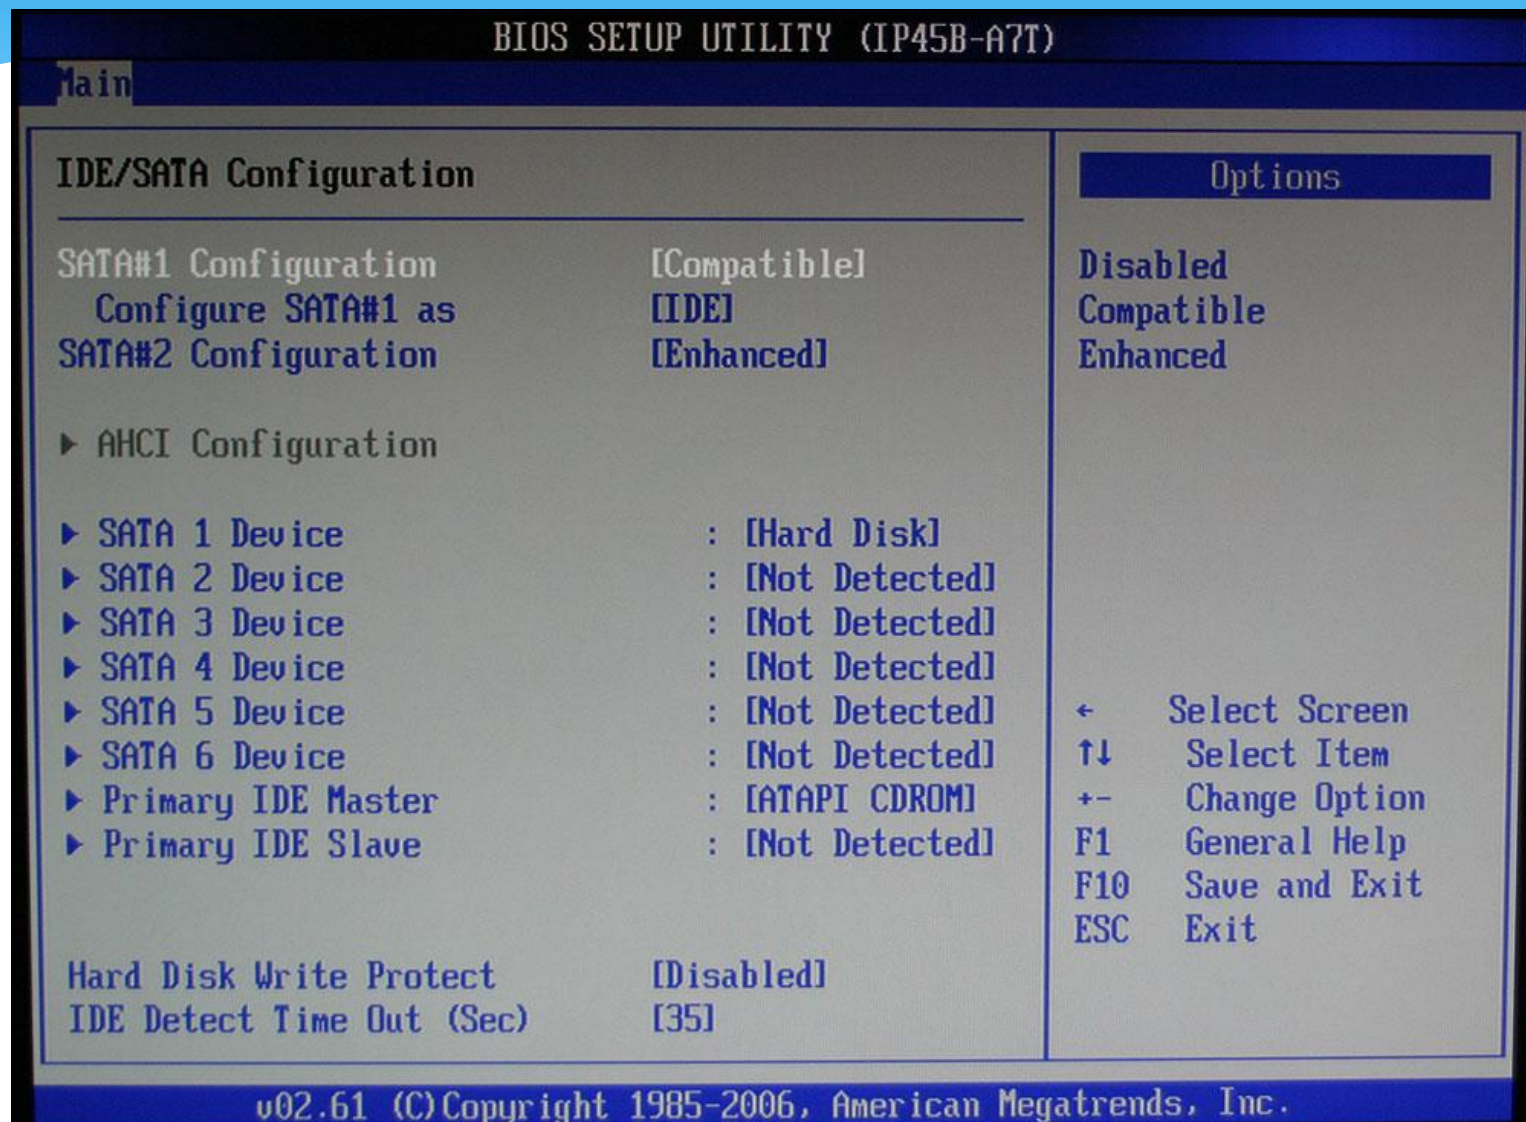 BIOS SETUP UTILITY (IP45B-A7T)
Main
IDE/SATA Configuration
SATA#1 Configuration [Compatible]
Configure SATA#1 as [IDE]
SATA#2 Configuration [Enhanced]
AHCI Configuration
SATA 1 Device : [Hard Disk]
SATA 2 Device : [Not Detected]
SATA 3 Device : [Not Detected]
SATA 4 Device : [Not Detected]
SATA 5 Device : [Not Detected]
SATA 6 Device : [Not Detected]
Primary IDE Master : [ATAPI CDROM]
Primary IDE Slave : [Not Detected]
Hard Disk Write Protect [Disabled]
IDE Detect Time Out (Sec) [35]
Options
Disabled
Compatible
Enhanced
← Select Screen
↑↓ Select Item
+- Change Option
F1 General Help
F10 Save and Exit
ESC Exit
v02.61 (C)Copyright 1985-2006, American Megatrends, Inc.